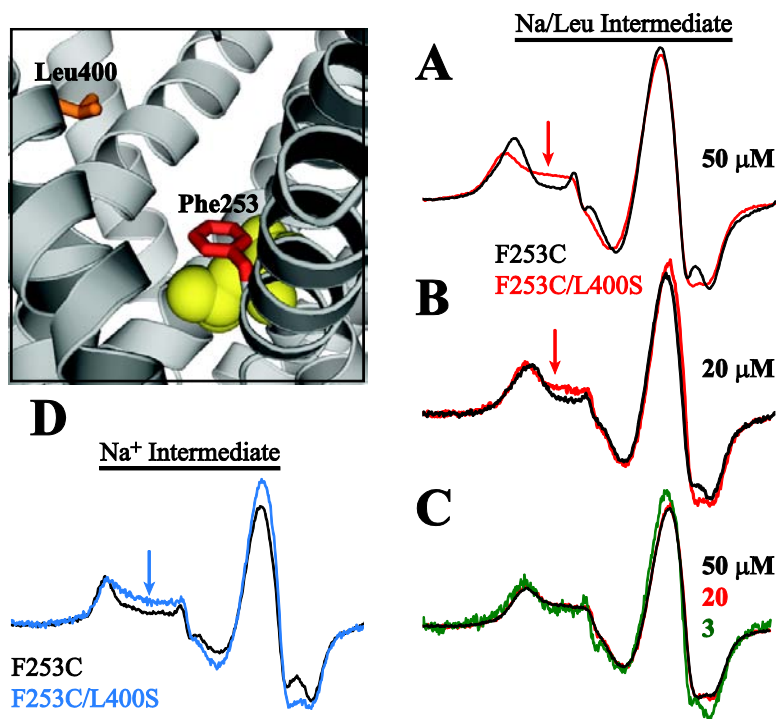 Leu400
Phe253
Na/Leu Intermediate
A
50 μM
F253C
F253C/L400S
B
20 μM
C
50 μM
20
3
D
Na⁺ Intermediate
F253C
F253C/L400S